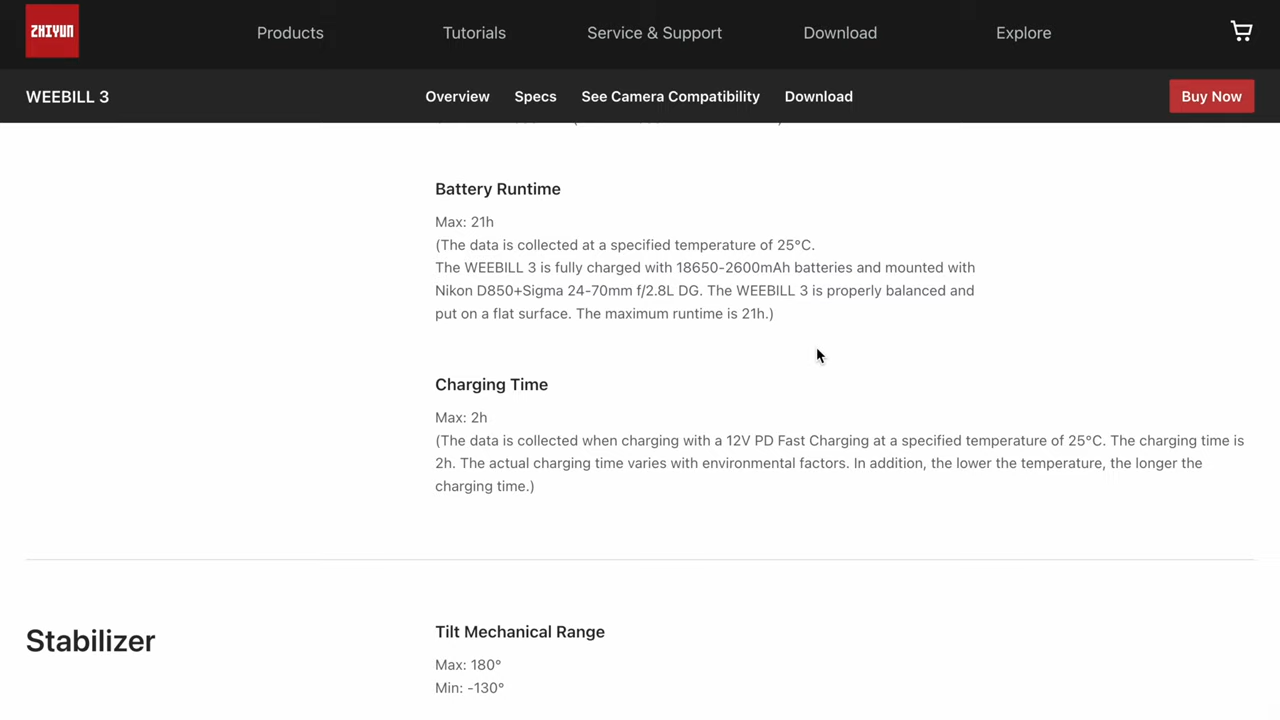 ZHIYUN
Products
Tutorials
Service & Support
Download
Explore
WEEBILL 3
Overview
Specs
See Camera Compatibility
Download
Buy Now
Battery Runtime
Max: 21h
(The data is collected at a specified temperature of 25°C.
The WEEBILL 3 is fully charged with 18650-2600mAh batteries and mounted with
Nikon D850+Sigma 24-70mm f/2.8L DG. The WEEBILL 3 is properly balanced and
put on a flat surface. The maximum runtime is 21h.)
Charging Time
Max: 2h
(The data is collected when charging with a 12V PD Fast Charging at a specified temperature of 25°C. The charging time is
2h. The actual charging time varies with environmental factors. In addition, the lower the temperature, the longer the
charging time.)
Stabilizer
Tilt Mechanical Range
Max: 180°
Min: -130°